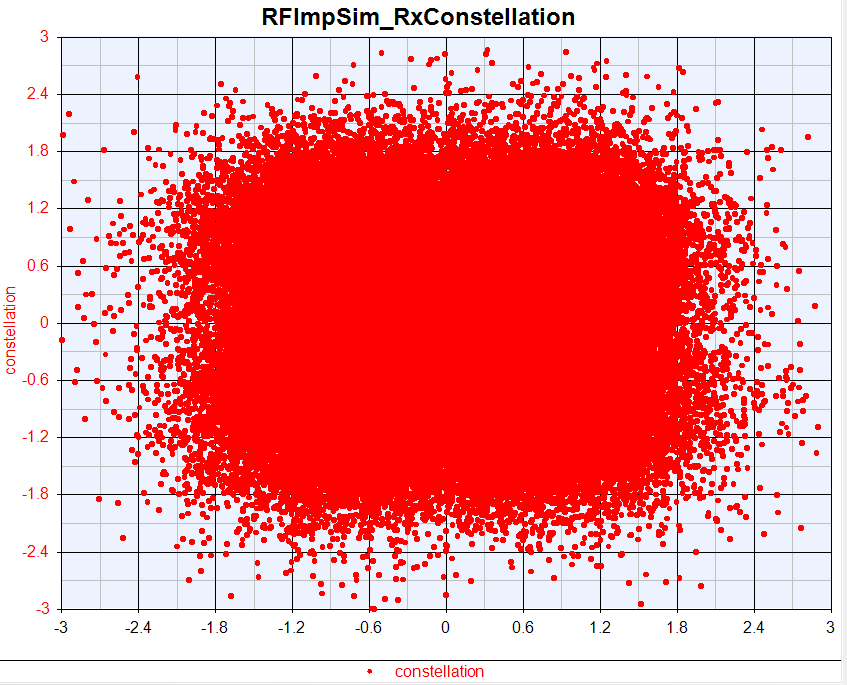 RFImpSim_RxConstellation
3
2.4
1.8
1.2
0.6
0
-0.6
-1.2
-1.8
-2.4
-3
constellation
-3 -2.4 -1.8 -1.2 -0.6 0 0.6 1.2 1.8 2.4 3
constellation